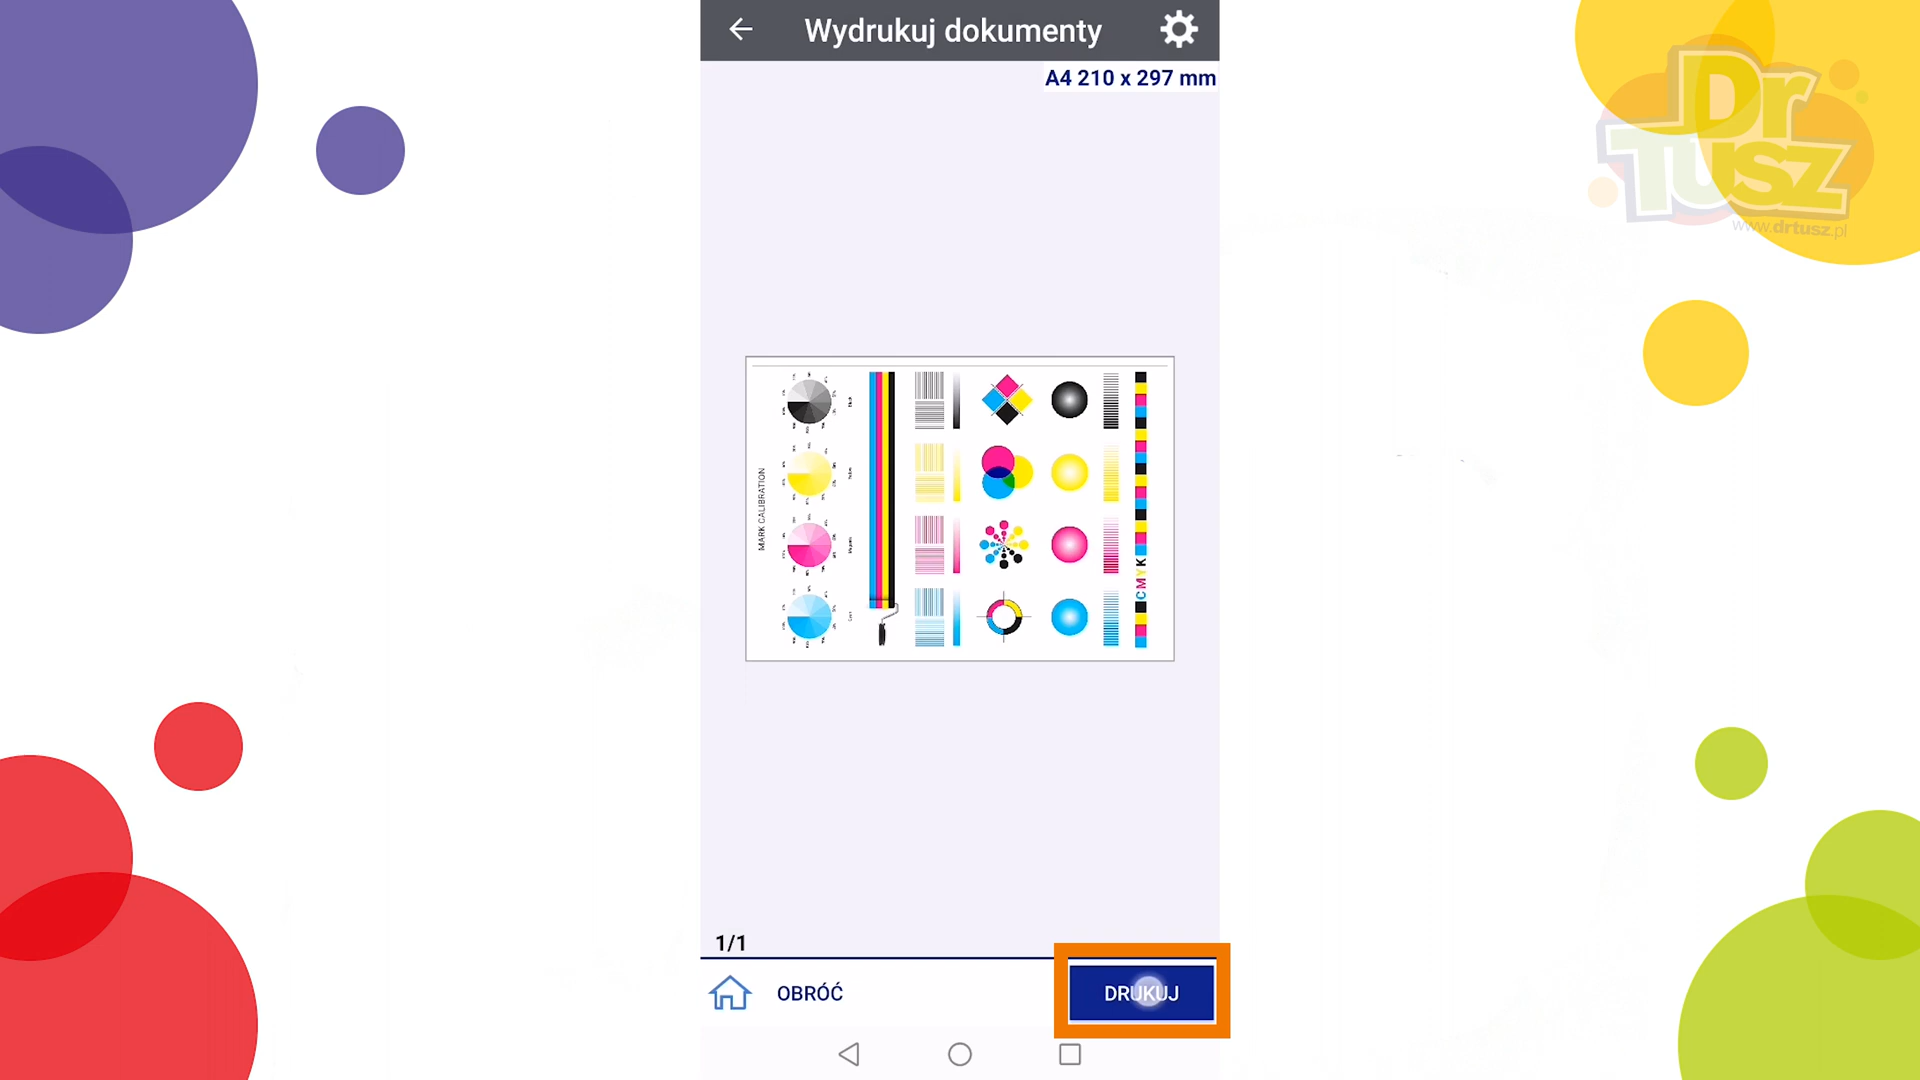 Wydrukuj dokumenty
A4 210 x 297 mm
Dr
Tusz
www.drtusz.pl
MARK CALIBRATION
CMYK
1/1
OBRÓĆ
DRUKUJ